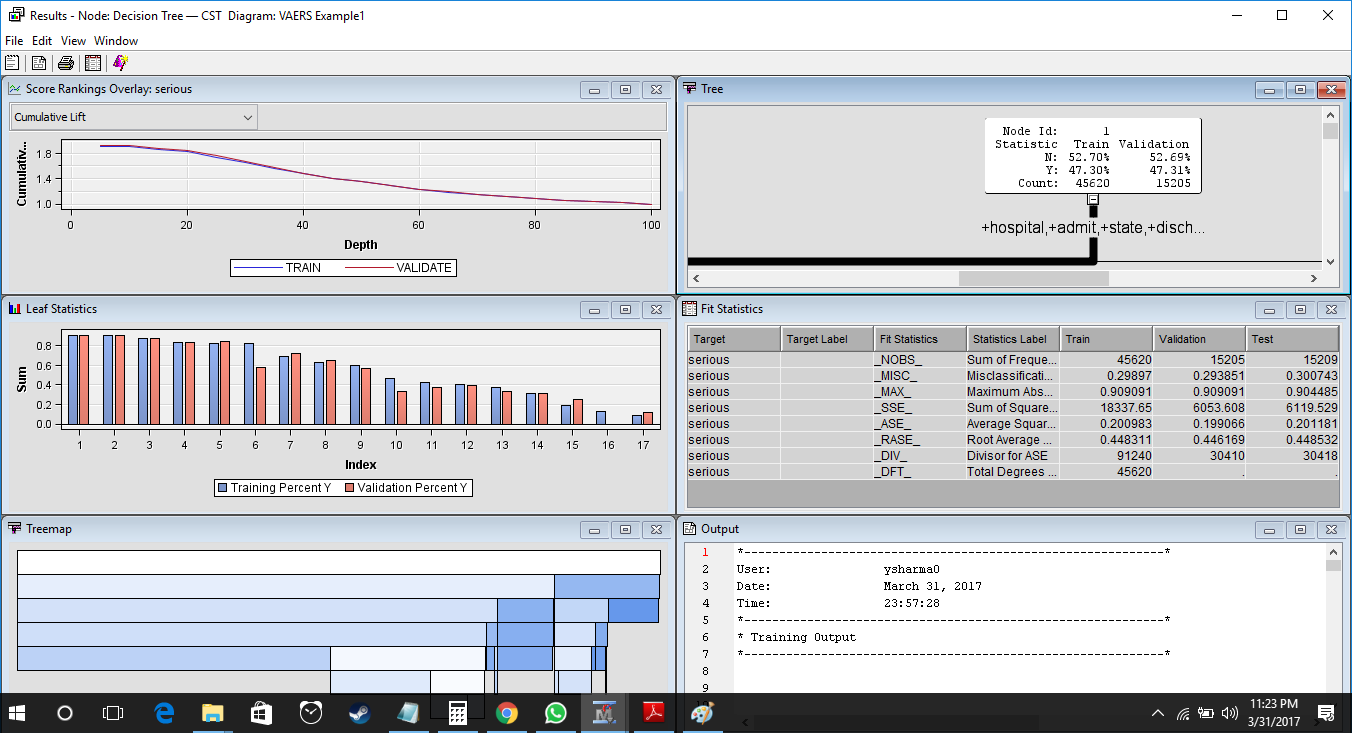 Results - Node: Decision Tree — CST Diagram: VAERS Example1
File Edit View Window
Score Rankings Overlay: serious
Cumulative Lift
Cumulativ...
1.8
1.4
1.0
0 20 40 60 80 100
Depth
TRAIN VALIDATE
Tree
Node Id: 1
Statistic Train Validation
N: 52.70% 52.69%
Y: 47.30% 47.31%
Count: 45620 15205
+hospital,+admit,+state,+disch...
Leaf Statistics
Sum
0.8
0.6
0.4
0.2
0.0
1 2 3 4 5 6 7 8 9 10 11 12 13 14 15 16 17
Index
Training Percent Y Validation Percent Y
Fit Statistics
Target Target Label Fit Statistics Statistics Label Train Validation Test
serious _NOBS_ Sum of Freque... 45620 15205 15209
serious _MISC_ Misclassificati... 0.29897 0.293851 0.300743
serious _MAX_ Maximum Abs... 0.909091 0.909091 0.904485
serious _SSE_ Sum of Square... 18337.65 6053.608 6119.529
serious _ASE_ Average Squar... 0.200983 0.199066 0.201181
serious _RASE_ Root Average ... 0.448311 0.446169 0.448532
serious _DIV_ Divisor for ASE 91240 30410 30418
serious _DFT_ Total Degrees ... 45620 . .
Treemap
Output
1 *------------------------------------------------------------*
2 User: ysharma0
3 Date: March 31, 2017
4 Time: 23:57:28
5 *------------------------------------------------------------*
6 * Training Output
7 *------------------------------------------------------------*
8
9
11:23 PM
3/31/2017